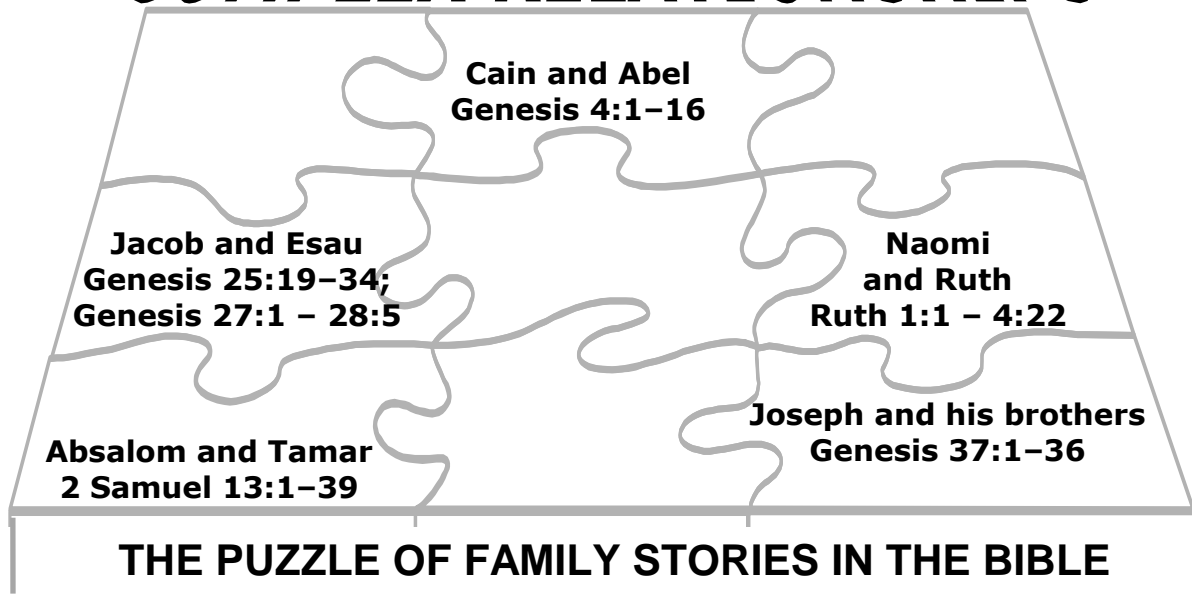 Cain and Abel
Genesis 4:1–16
Jacob and Esau
Genesis 25:19–34;
Genesis 27:1 – 28:5
Naomi
and Ruth
Ruth 1:1 – 4:22
Absalom and Tamar
2 Samuel 13:1–39
Joseph and his brothers
Genesis 37:1–36
THE PUZZLE OF FAMILY STORIES IN THE BIBLE